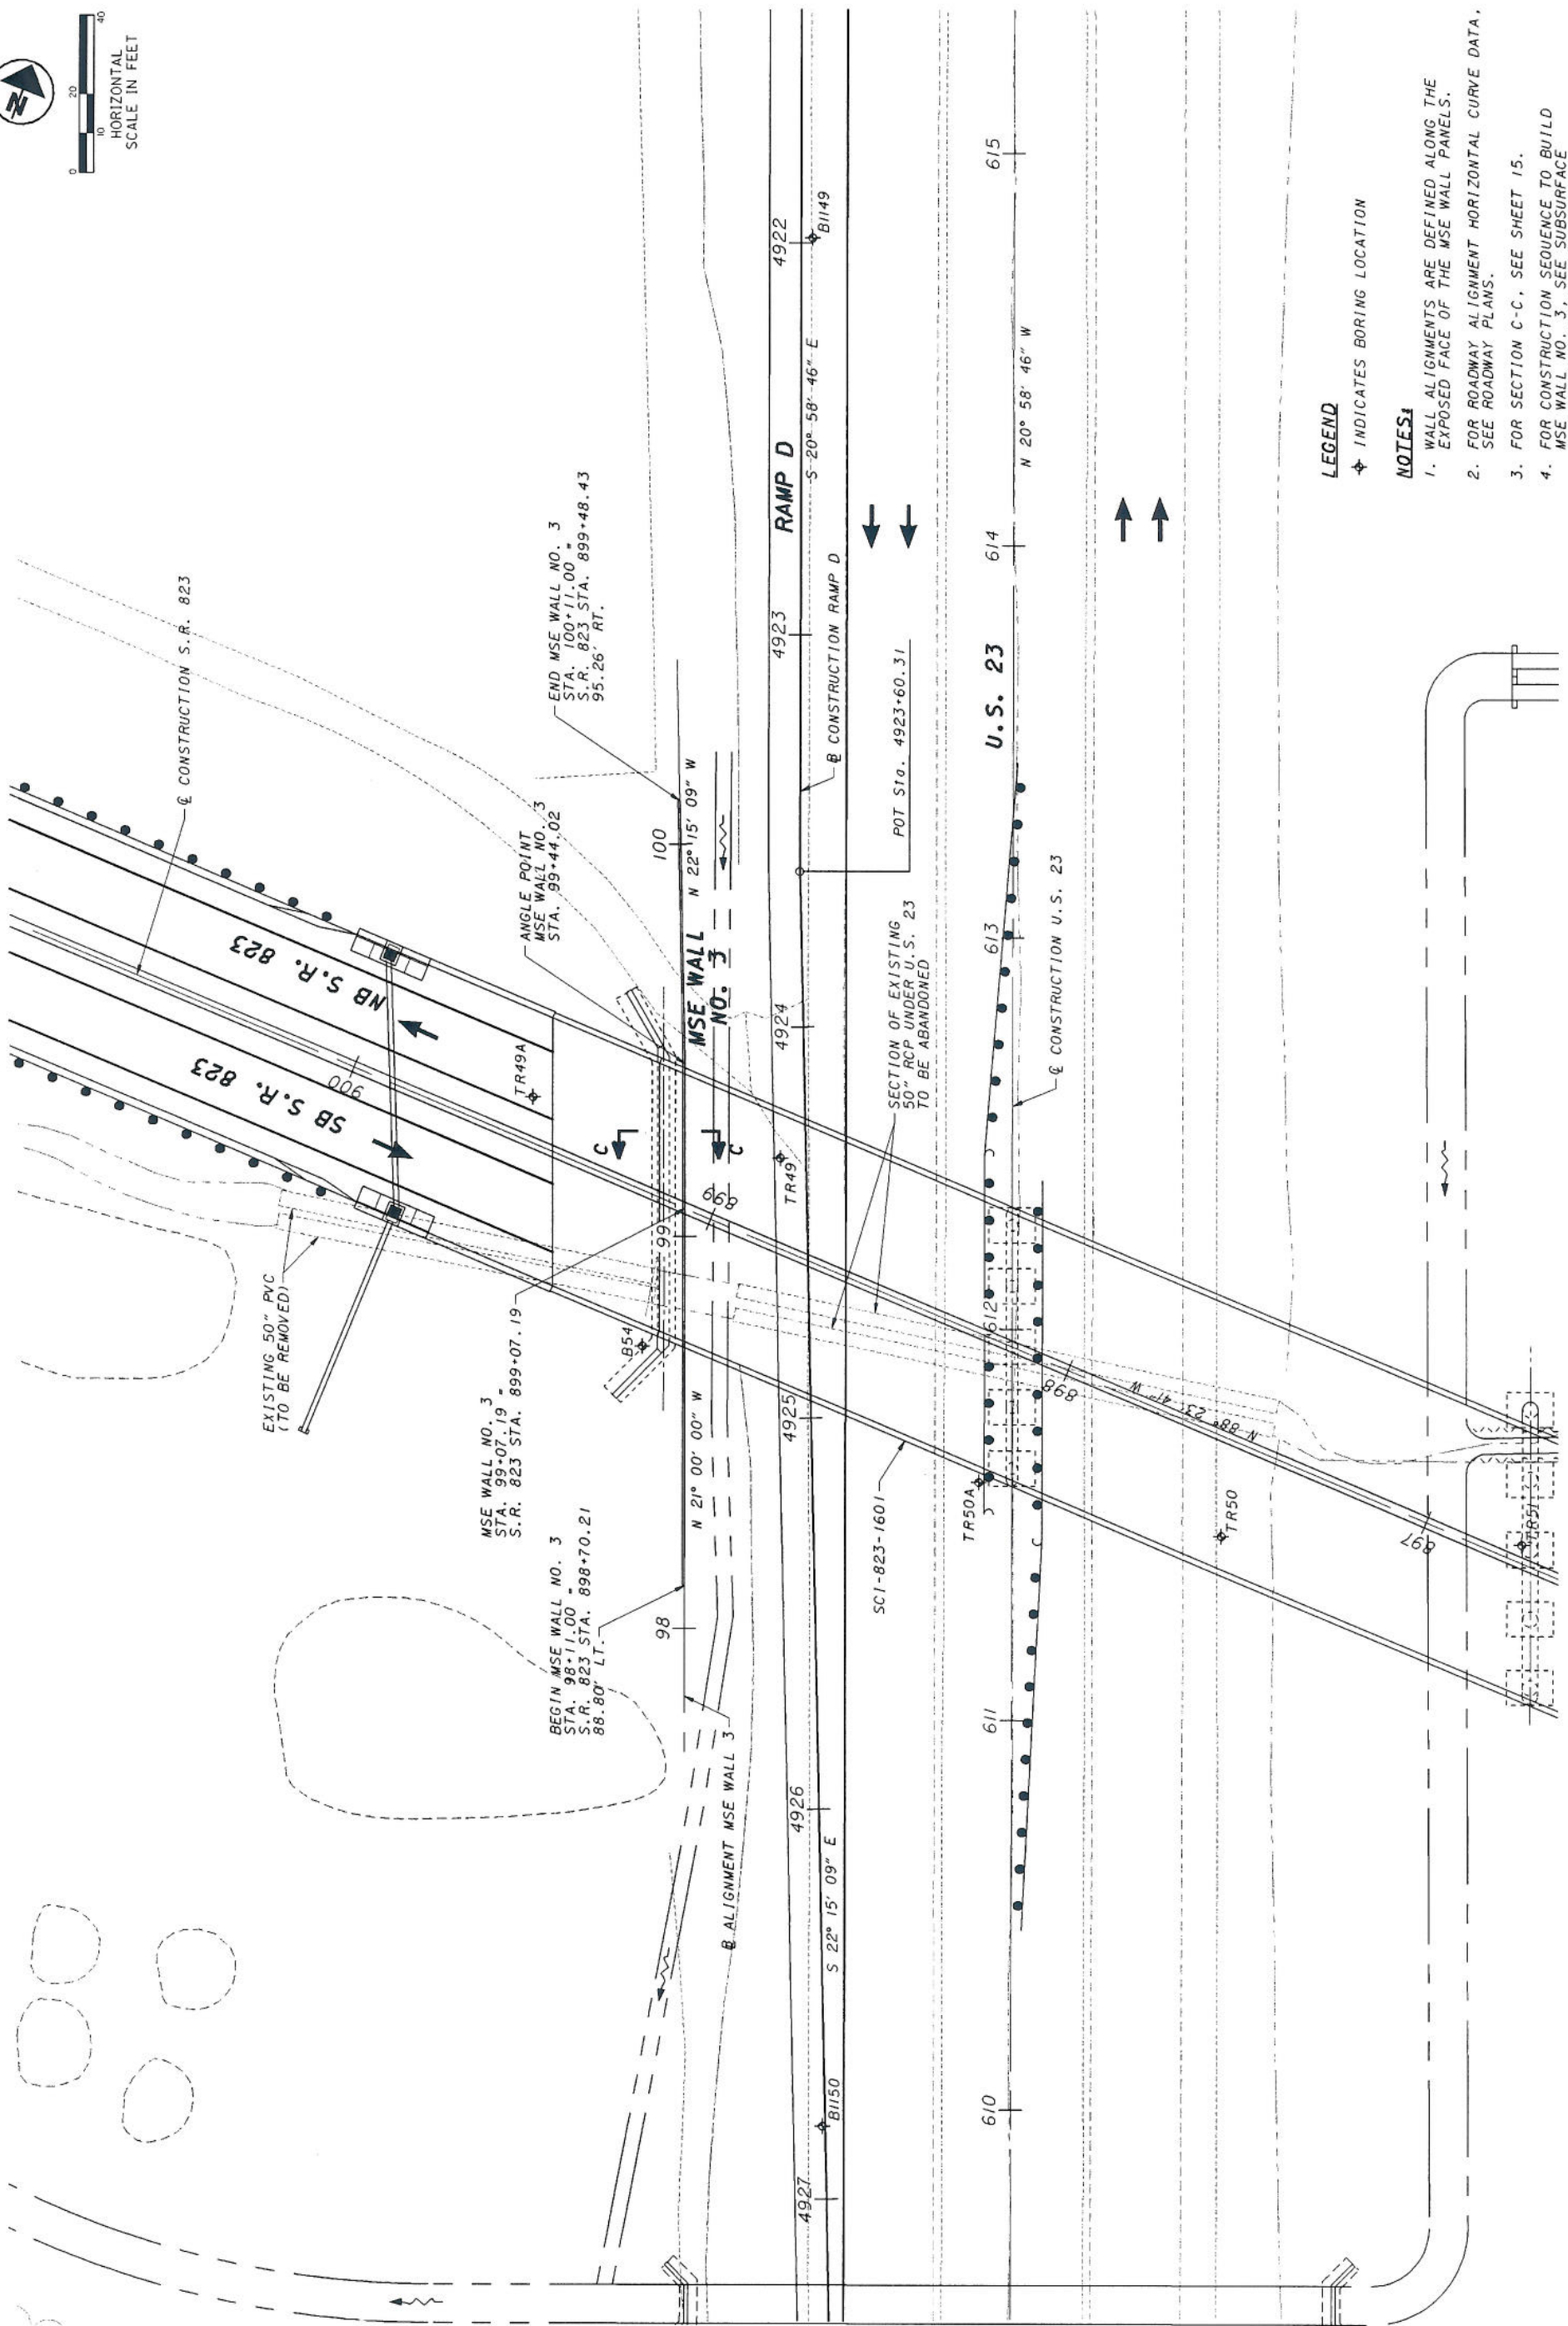 N
0 10 20 40
HORIZONTAL
SCALE IN FEET
℄ CONSTRUCTION S.R. 823
NB S.R. 823
SB S.R. 823
900
TR49A
EXISTING 50" PVC
(TO BE REMOVED)
END MSE WALL NO. 3
STA. 100+11.00 =
S.R. 823 STA. 899+48.43
95.26' RT.
ANGLE POINT
MSE WALL NO. 3
STA. 99+44.02
MSE WALL NO. 3
STA. 99+07.19 =
S.R. 823 STA. 899+07.19
BEGIN MSE WALL NO. 3
STA. 98+11.00 =
S.R. 823 STA. 898+70.21
88.80' LT.
B54
98
99
100
N 21° 00' 00" W
N 22° 15' 09" W
MSE WALL
NO. 3
C
C
899
TR49
BL ALIGNMENT MSE WALL 3
4927
4926
4925
4924
4923
4922
RAMP D
B1150
B1149
S 22° 15' 09" E
S 20° 58' 46" E
BL CONSTRUCTION RAMP D
POT Sta. 4923+60.31
SECTION OF EXISTING
50" RCP UNDER U.S. 23
TO BE ABANDONED
SCI-823-1601
TR50A
610
611
612
613
614
615
U.S. 23
N 20° 58' 46" W
℄ CONSTRUCTION U.S. 23
898
N 88° 23' 41" W
TR50
897
TR51
LEGEND
INDICATES BORING LOCATION
NOTES:
1. WALL ALIGNMENTS ARE DEFINED ALONG THE
EXPOSED FACE OF THE MSE WALL PANELS.
2. FOR ROADWAY ALIGNMENT HORIZONTAL CURVE DATA,
SEE ROADWAY PLANS.
3. FOR SECTION C-C, SEE SHEET 15.
4. FOR CONSTRUCTION SEQUENCE TO BUILD
MSE WALL NO. 3, SEE SUBSURFACE